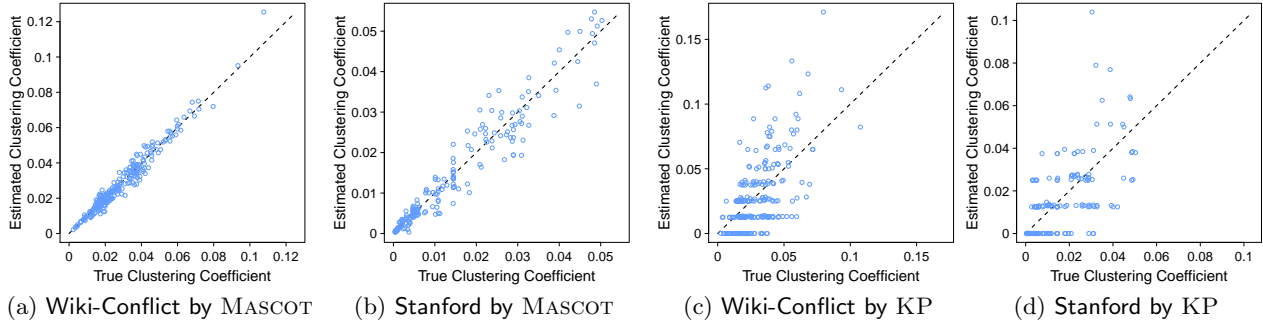 0.12
0.1
0.08
0.06
0.04
0.02
0
Estimated Clustering Coefficient
0 0.02 0.04 0.06 0.08 0.1 0.12
True Clustering Coefficient
(a) Wiki-Conflict by MASCOT
0.05
0.04
0.03
0.02
0.01
0
Estimated Clustering Coefficient
0 0.01 0.02 0.03 0.04 0.05
True Clustering Coefficient
(b) Stanford by MASCOT
0.15
0.1
0.05
0
Estimated Clustering Coefficient
0 0.05 0.1 0.15
True Clustering Coefficient
(c) Wiki-Conflict by KP
0.1
0.08
0.06
0.04
0.02
0
Estimated Clustering Coefficient
0 0.02 0.04 0.06 0.08 0.1
True Clustering Coefficient
(d) Stanford by KP